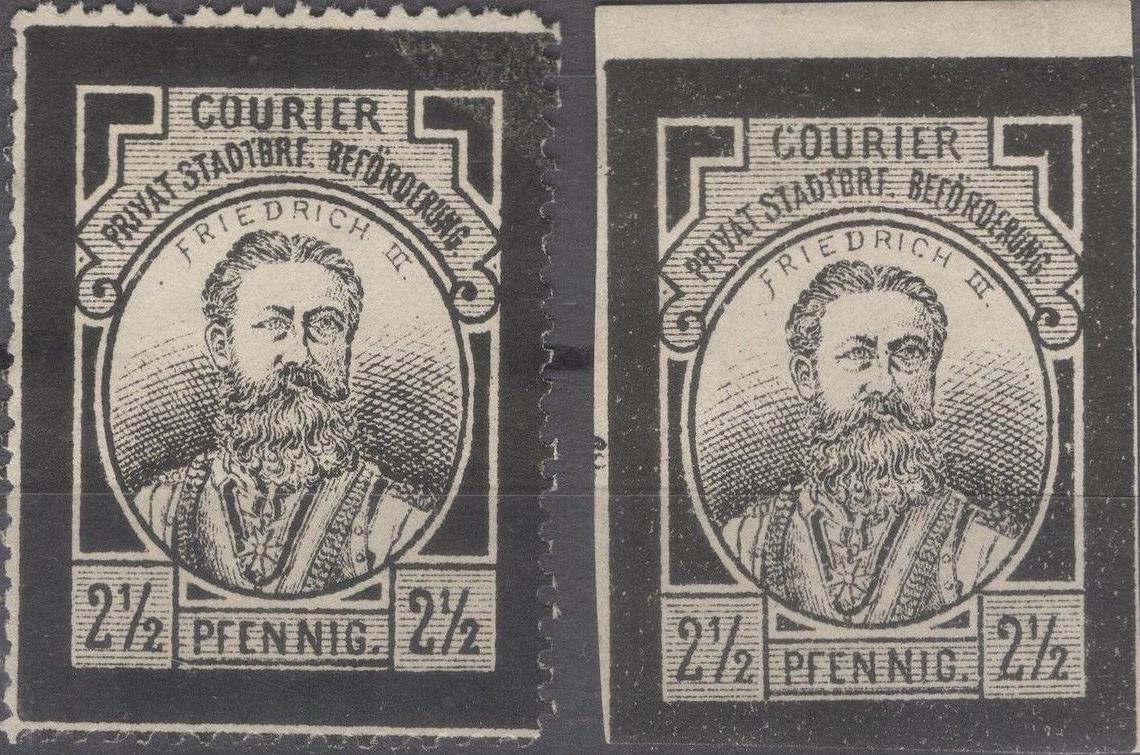 COURIER
PRIVAT STADTBRF. BEFÖRDERUNG.
FRIEDRICH III.
2½ PFENNIG. 2½
COURIER
PRIVAT STADTBRF. BEFÖRDERUNG.
FRIEDRICH III.
2½ PFENNIG. 2½